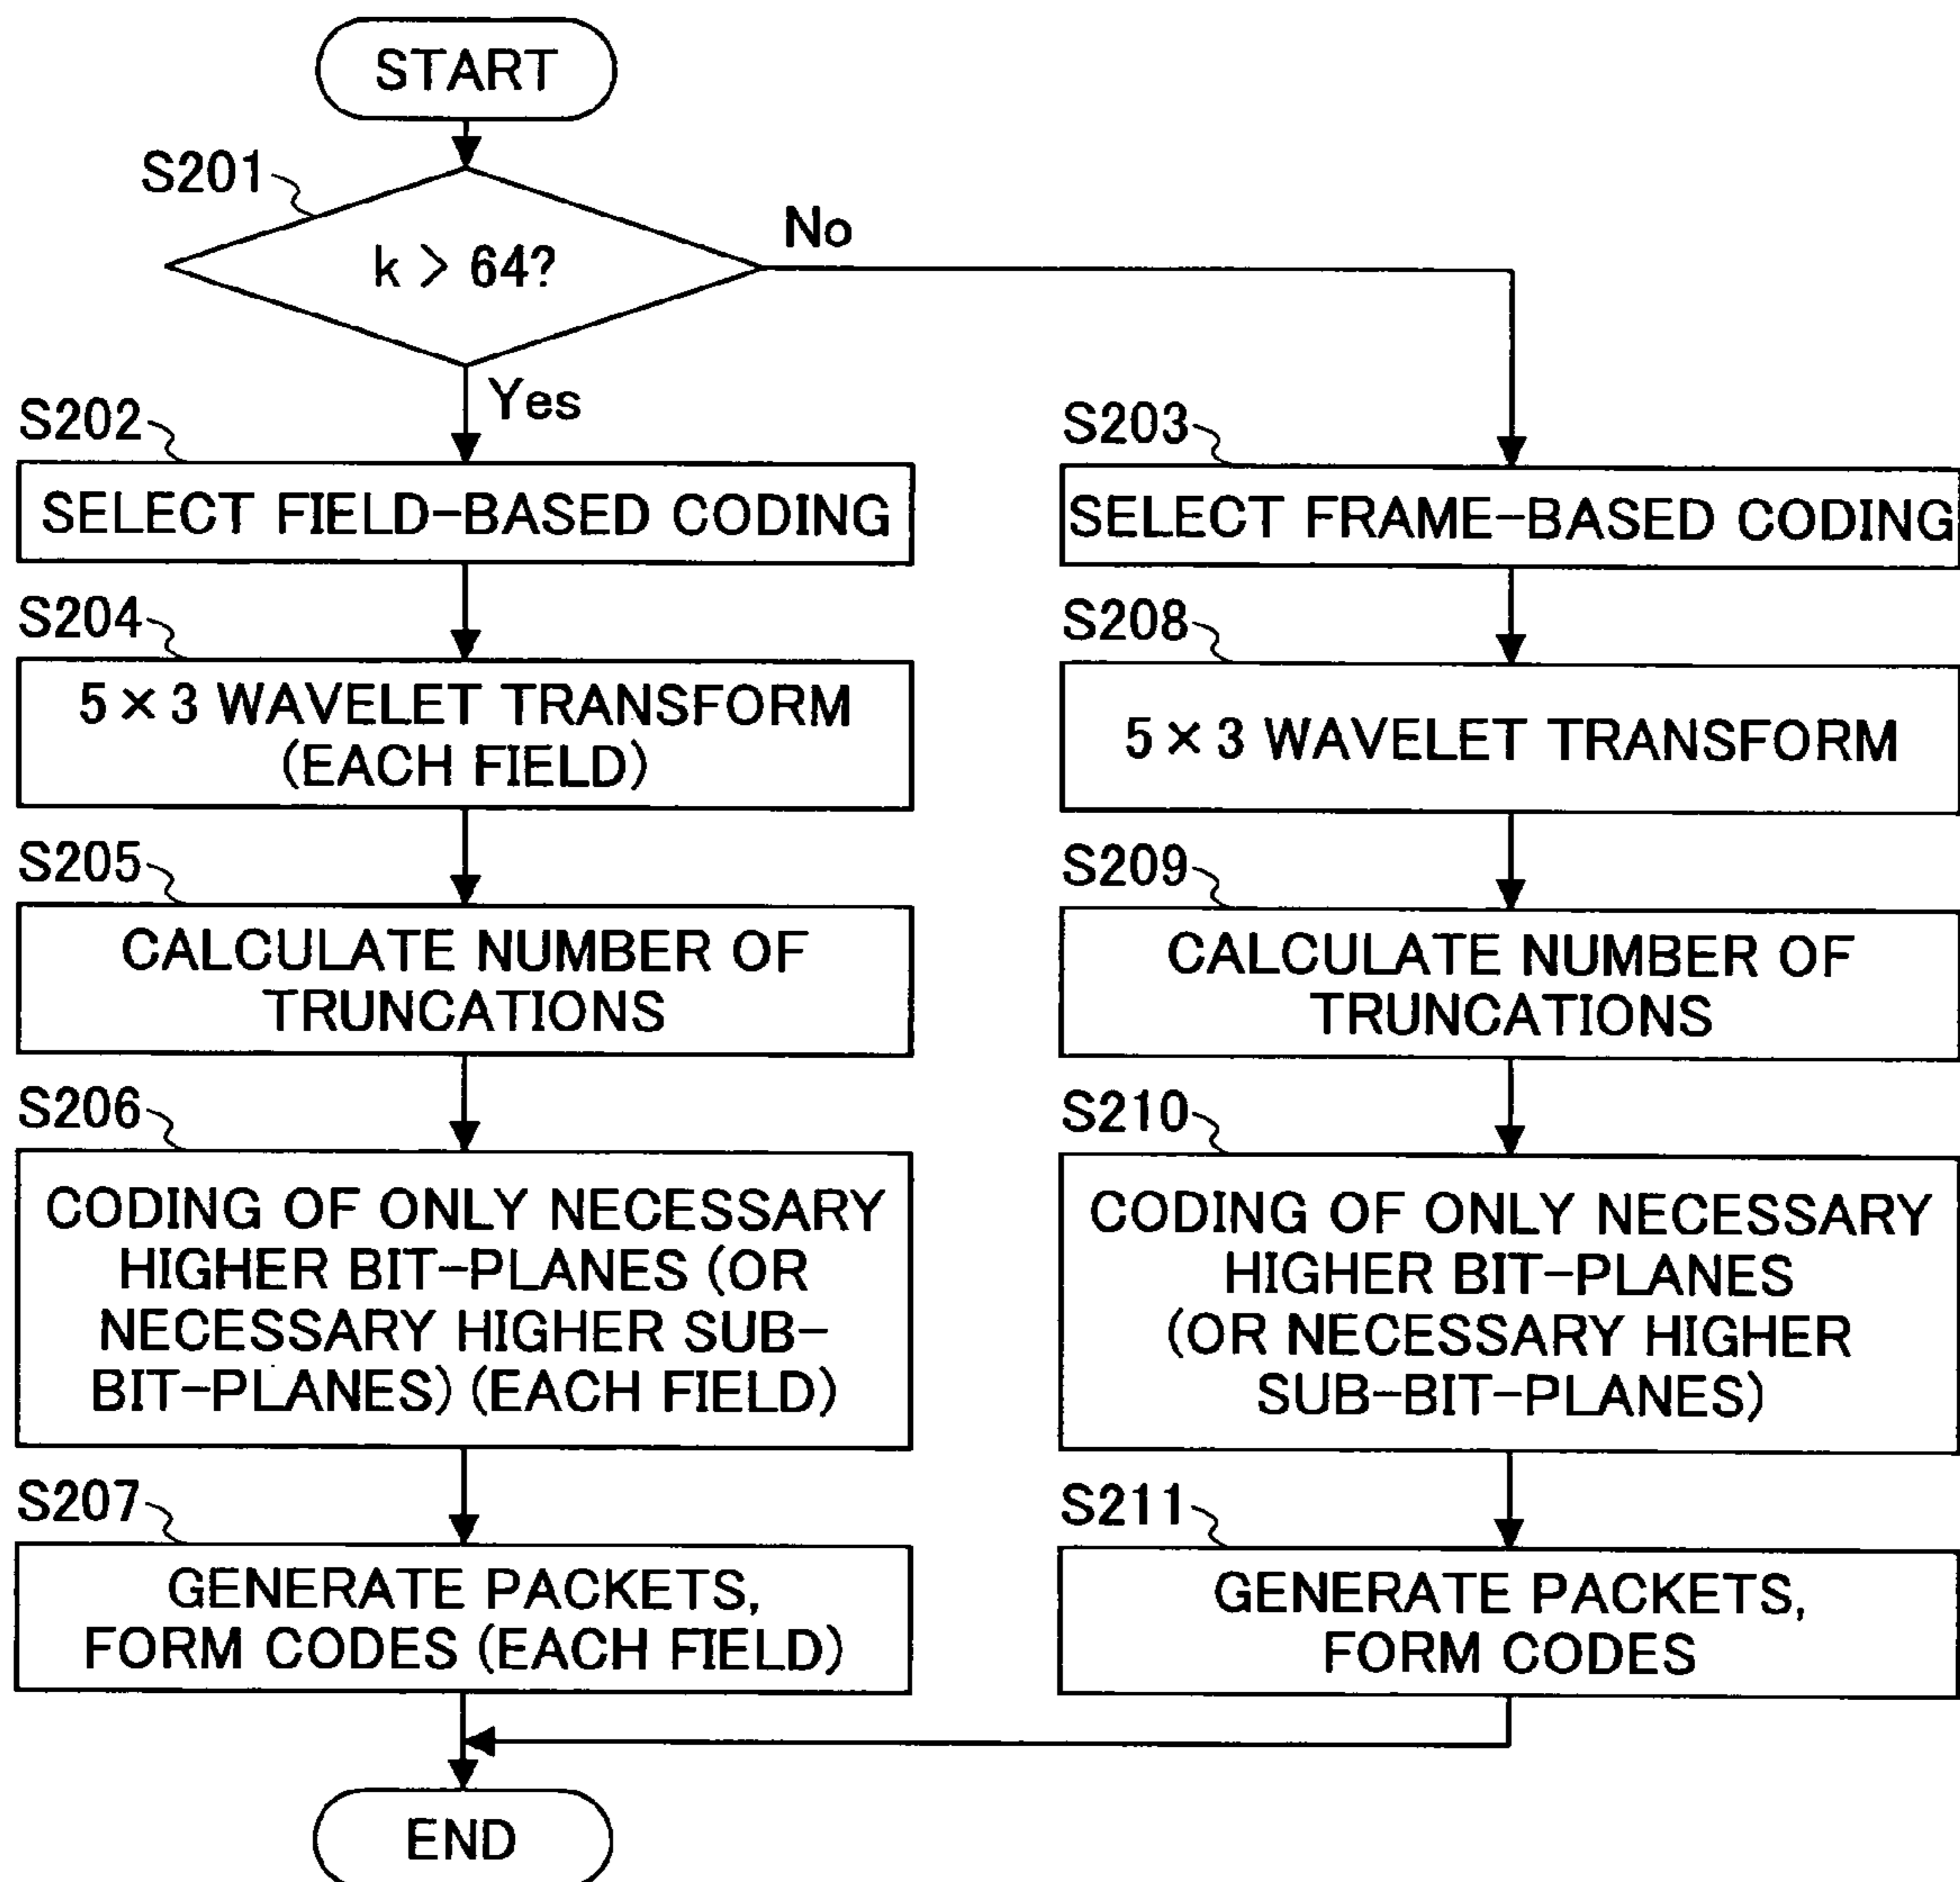 START
S201
k > 64?
No
Yes
S202
SELECT FIELD-BASED CODING
S204
5 × 3 WAVELET TRANSFORM
(EACH FIELD)
S205
CALCULATE NUMBER OF
TRUNCATIONS
S206
CODING OF ONLY NECESSARY
HIGHER BIT-PLANES (OR
NECESSARY HIGHER SUB-
BIT-PLANES) (EACH FIELD)
S207
GENERATE PACKETS,
FORM CODES (EACH FIELD)
S203
SELECT FRAME-BASED CODING
S208
5 × 3 WAVELET TRANSFORM
S209
CALCULATE NUMBER OF
TRUNCATIONS
S210
CODING OF ONLY NECESSARY
HIGHER BIT-PLANES
(OR NECESSARY HIGHER
SUB-BIT-PLANES)
S211
GENERATE PACKETS,
FORM CODES
END